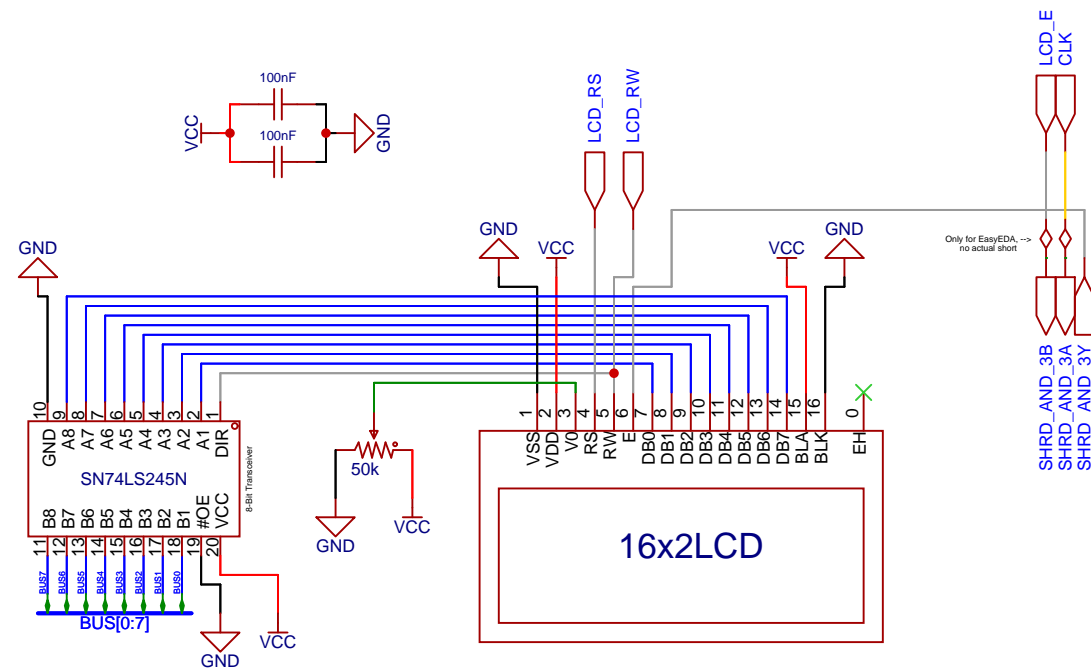 100nF
VCC
100nF
GND
LCD_RS
LCD_RW
LCD_E
CLK
Only for EasyEDA, -->
no actual short
SHRD_AND_3B
SHRD_AND_3A
SHRD_AND_3Y
GND
GND
VCC
VCC
GND
10 9 8 7 6 5 4 3 2 1
GND A8 A7 A6 A5 A4 A3 A2 A1 DIR
SN74LS245N
8-Bit Transceiver
B8 B7 B6 B5 B4 B3 B2 B1 #OE VCC
11 12 13 14 15 16 17 18 19 20
BUS7 BUS6 BUS5 BUS4 BUS3 BUS2 BUS1 BUS0
BUS[0:7]
GND
VCC
50k
GND
VCC
1 2 3 4 5 6 7 8 9 10 11 12 13 14 15 16 0
VSS VDD V0 RS RW E DB0 DB1 DB2 DB3 DB4 DB5 DB6 DB7 BLA BLK EH
16x2LCD